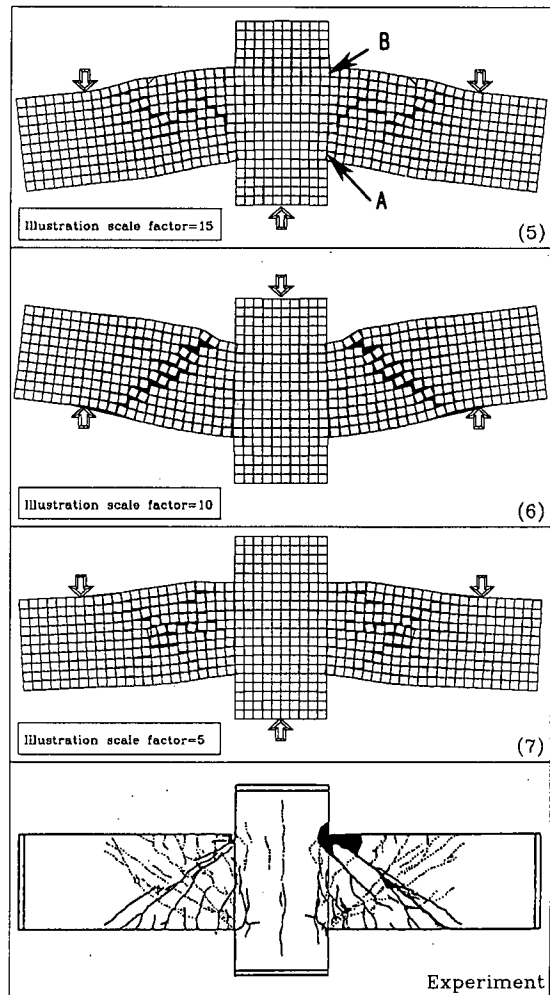 B
A
Illustration scale factor=15
(5)
Illustration scale factor=10
(6)
Illustration scale factor=5
(7)
Experiment